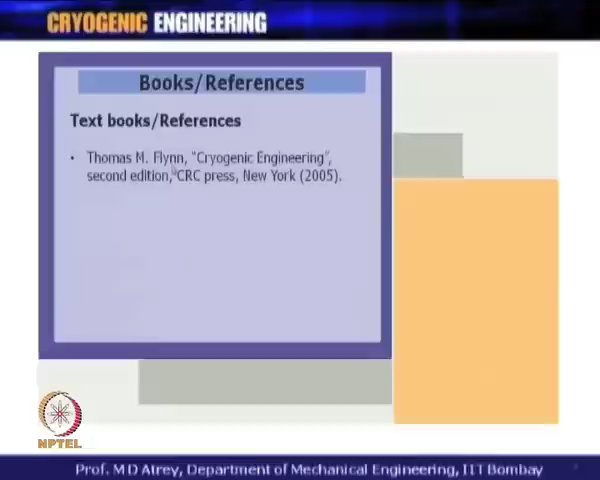 CRYOGENIC ENGINEERING
Books/References
Text books/References
• Thomas M. Flynn, "Cryogenic Engineering",
second edition, CRC press, New York (2005).
NPTEL
Prof. M D Atrey, Department of Mechanical Engineering, IIT Bombay